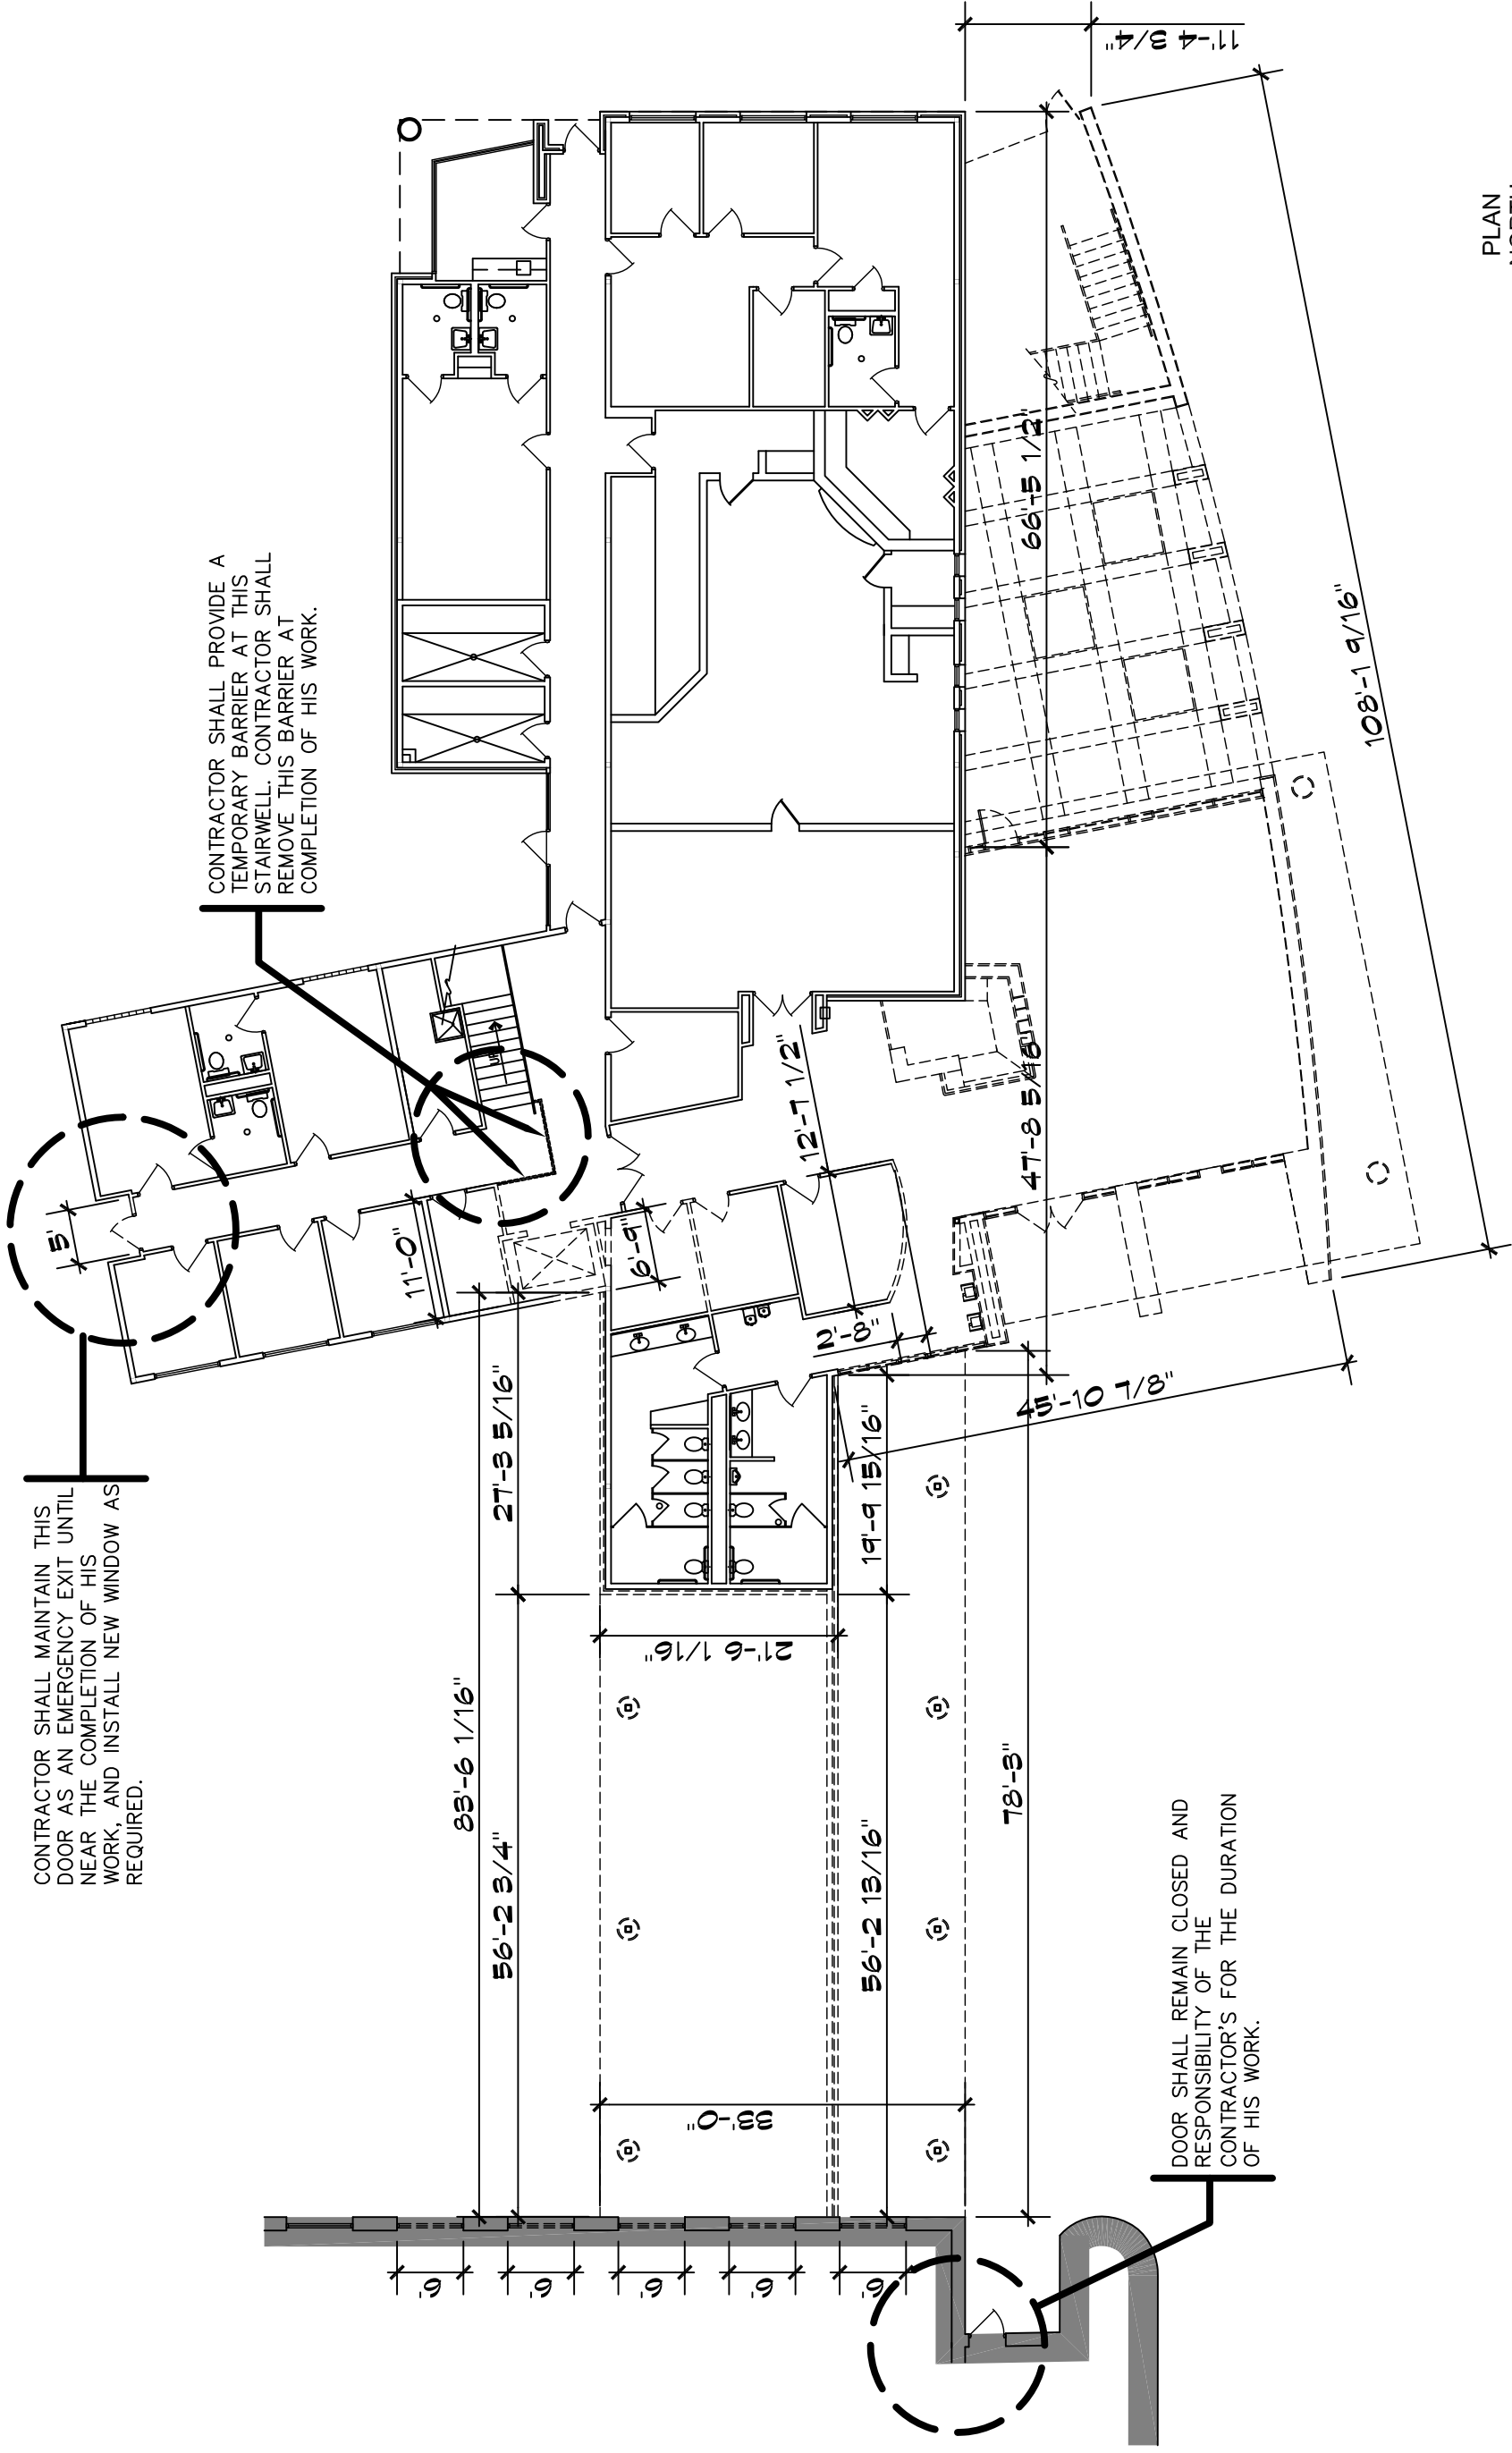 CONTRACTOR SHALL MAINTAIN THIS
DOOR AS AN EMERGENCY EXIT UNTIL
NEAR THE COMPLETION OF HIS
WORK, AND INSTALL NEW WINDOW AS
REQUIRED.
CONTRACTOR SHALL PROVIDE A
TEMPORARY BARRIER AT THIS
STAIRWELL. CONTRACTOR SHALL
REMOVE THIS BARRIER AT
COMPLETION OF HIS WORK.
5'
11'-0"
UP
6'-9"
12'-7 1/2"
2'-8"
83'-6 1/16"
56'-2 3/4"
27'-3 5/16"
21'-6 1/16"
33'-0"
56'-2 13/16"
19'-9 15/16"
78'-3"
47'-8 5/16"
66'-5 1/2"
45'-10 7/8"
108'-1 9/16"
11'-4 3/4"
6'
6'
6'
6'
6'
DOOR SHALL REMAIN CLOSED AND
RESPONSIBILITY OF THE
CONTRACTOR'S FOR THE DURATION
OF HIS WORK.
PLAN